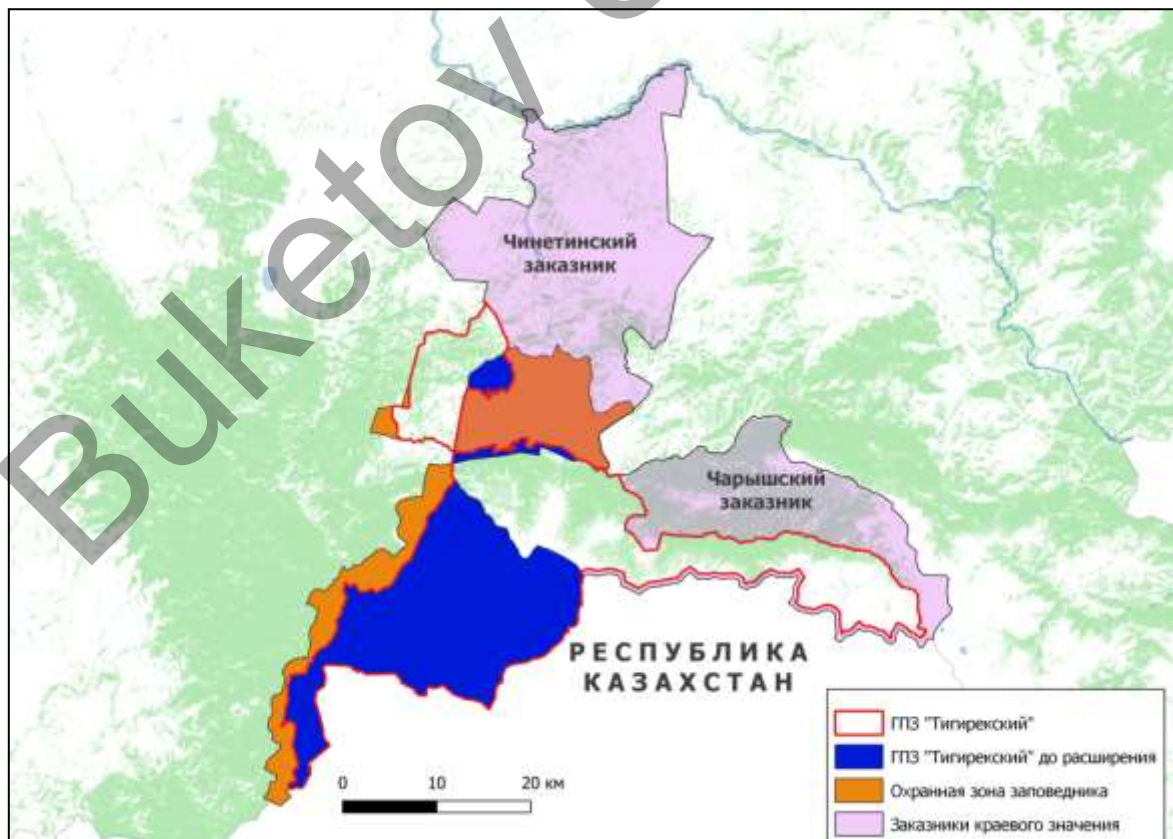 Buketov
Чинетинский
заказник
Чарышский
заказник
РЕСПУБЛИКА
КАЗАХСТАН
0 10 20 км
ГПЗ "Тигирекский"
ГПЗ "Тигирекский" до расширения
Охранная зона заповедника
Заказники краевого значения